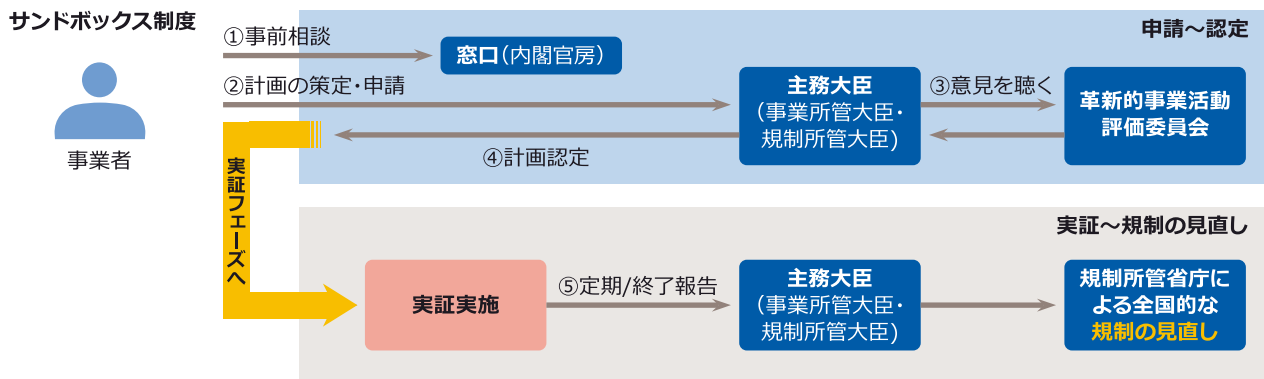 サンドボックス制度
申請～認定
①事前相談
窓口（内閣官房）
②計画の策定・申請
主務大臣
（事業所管大臣・
規制所管大臣）
③意見を聴く
革新的事業活動
評価委員会
④計画認定
事業者
実証フェーズへ
実証～規制の見直し
実証実施
⑤定期/終了報告
主務大臣
（事業所管大臣・
規制所管大臣）
規制所管省庁に
よる全国的な
規制の見直し